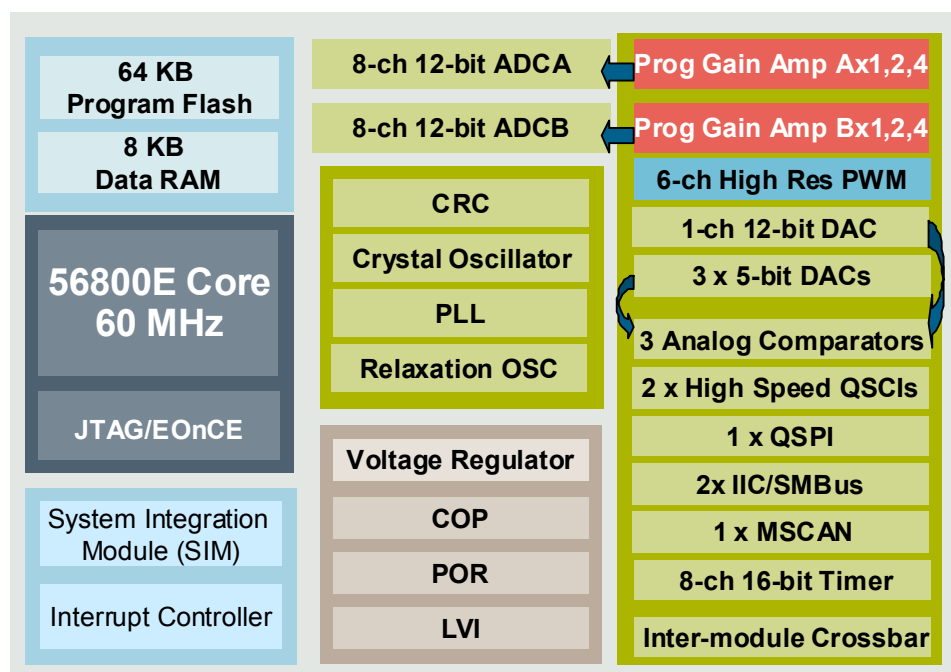 64 KB
Program Flash
8 KB
Data RAM
56800E Core
60 MHz
JTAG/EOnCE
System Integration
Module (SIM)
Interrupt Controller
8-ch 12-bit ADCA
8-ch 12-bit ADCB
CRC
Crystal Oscillator
PLL
Relaxation OSC
Voltage Regulator
COP
POR
LVI
Prog Gain Amp Ax1,2,4
Prog Gain Amp Bx1,2,4
6-ch High Res PWM
1-ch 12-bit DAC
3 x 5-bit DACs
3 Analog Comparators
2 x High Speed QSCIs
1 x QSPI
2x IIC/SMBus
1 x MSCAN
8-ch 16-bit Timer
Inter-module Crossbar